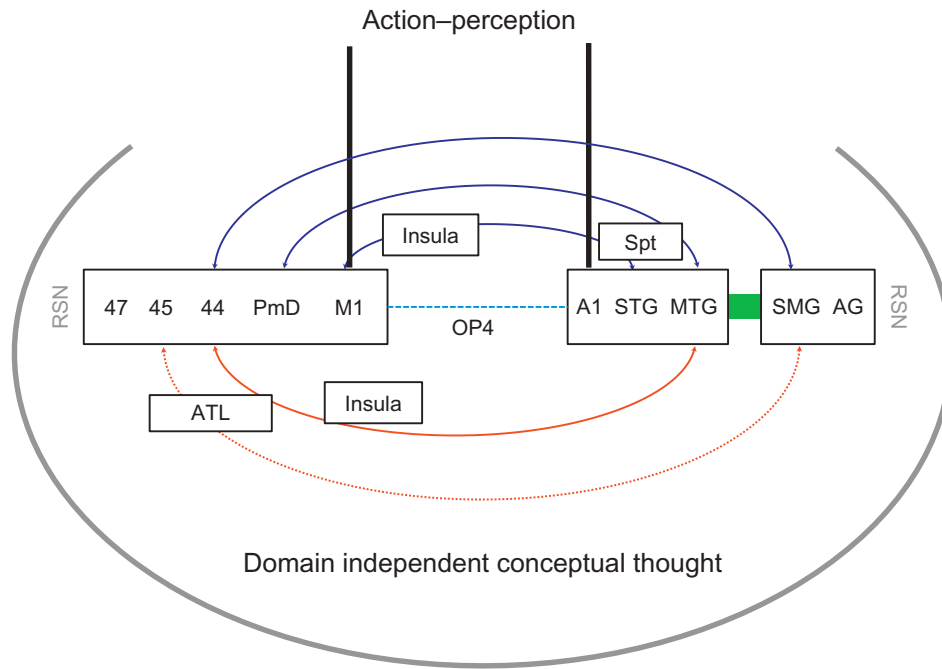 Action–perception
Insula
Spt
RSN
47 45 44 PmD M1
OP4
A1 STG MTG
SMG AG
RSN
ATL
Insula
Domain independent conceptual thought